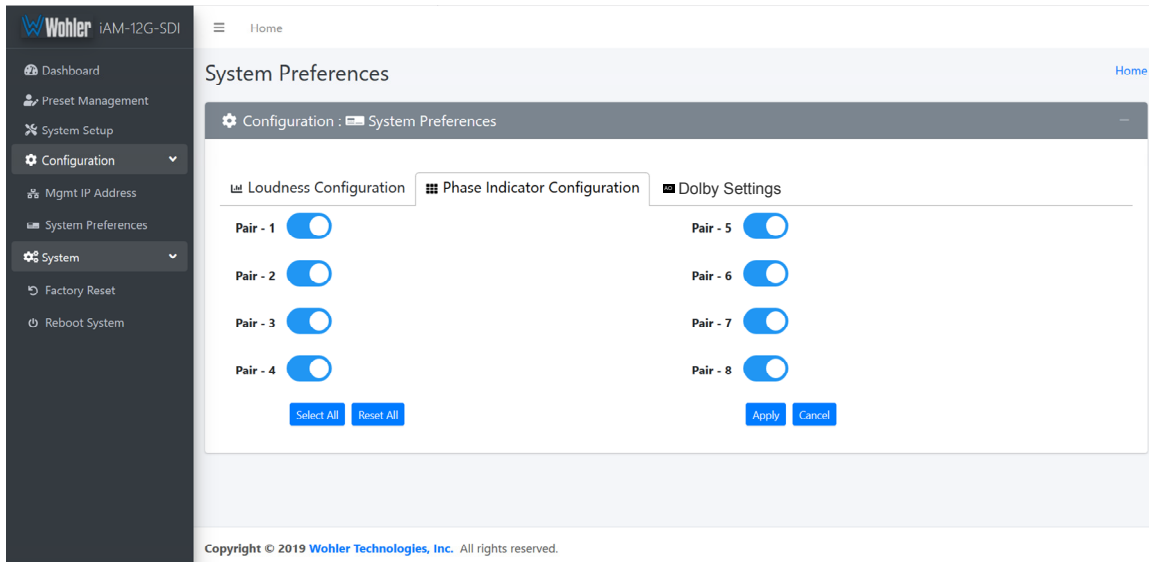 Wohler iAM-12G-SDI
Home
Dashboard
Preset Management
System Setup
Configuration
Mgmt IP Address
System Preferences
System
Factory Reset
Reboot System
System Preferences
Home
Configuration : System Preferences
Loudness Configuration
Phase Indicator Configuration
Dolby Settings
Pair - 1
Pair - 2
Pair - 3
Pair - 4
Select All
Reset All
Pair - 5
Pair - 6
Pair - 7
Pair - 8
Apply
Cancel
Copyright © 2019 Wohler Technologies, Inc. All rights reserved.